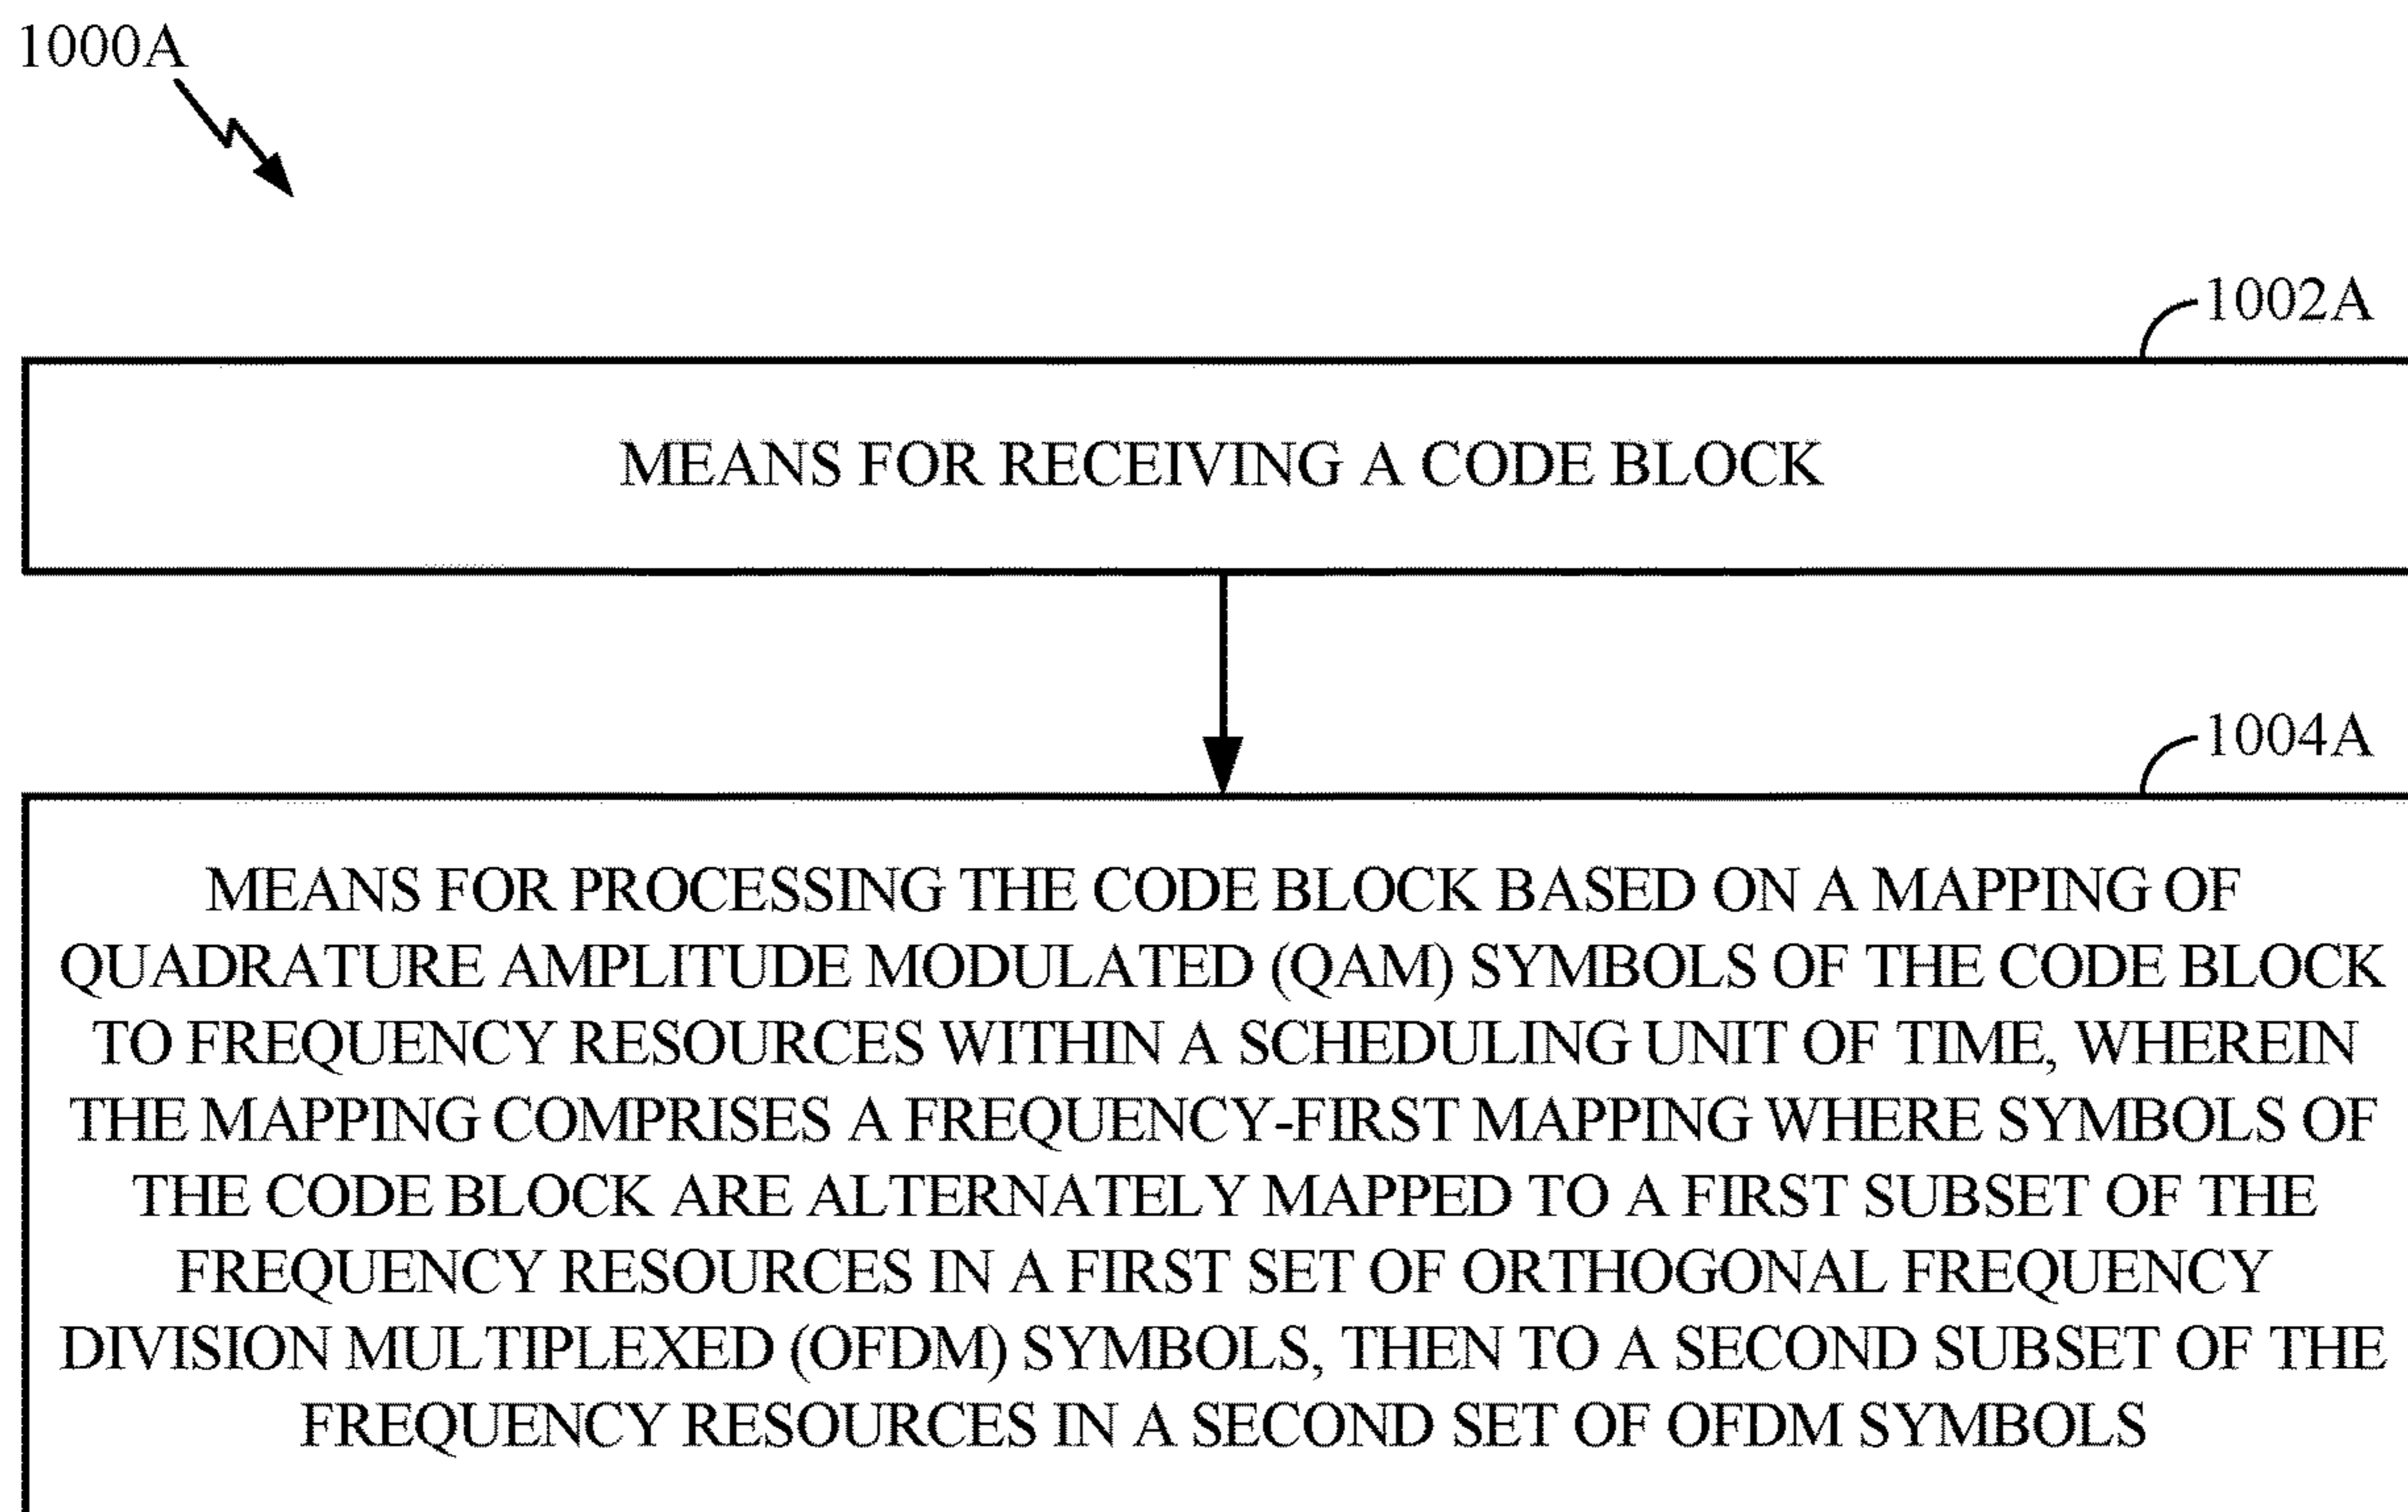 1000A
1002A
MEANS FOR RECEIVING A CODE BLOCK
1004A
MEANS FOR PROCESSING THE CODE BLOCK BASED ON A MAPPING OF
QUADRATURE AMPLITUDE MODULATED (QAM) SYMBOLS OF THE CODE BLOCK
TO FREQUENCY RESOURCES WITHIN A SCHEDULING UNIT OF TIME, WHEREIN
THE MAPPING COMPRISES A FREQUENCY-FIRST MAPPING WHERE SYMBOLS OF
THE CODE BLOCK ARE ALTERNATELY MAPPED TO A FIRST SUBSET OF THE
FREQUENCY RESOURCES IN A FIRST SET OF ORTHOGONAL FREQUENCY
DIVISION MULTIPLEXED (OFDM) SYMBOLS, THEN TO A SECOND SUBSET OF THE
FREQUENCY RESOURCES IN A SECOND SET OF OFDM SYMBOLS